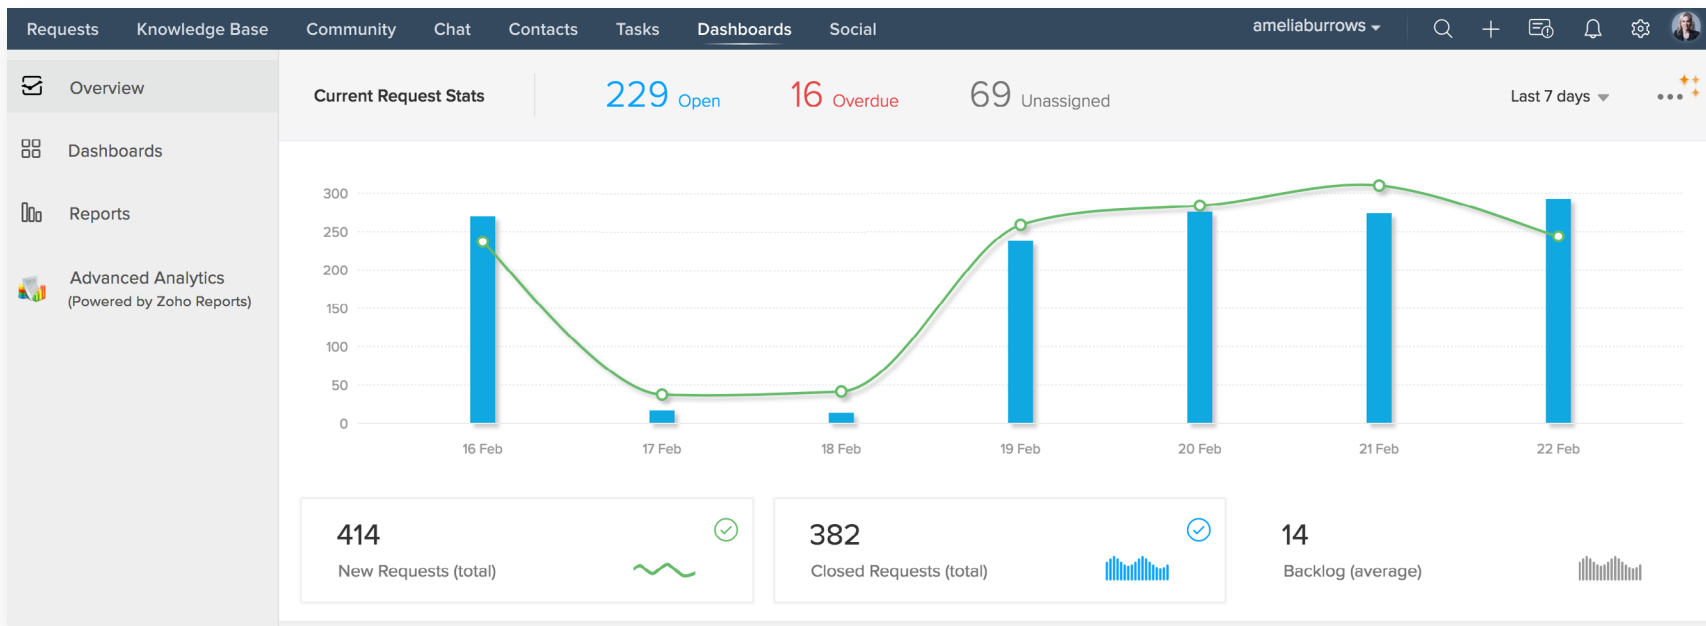 Requests Knowledge Base Community Chat Contacts Tasks Dashboards Social ameliaburrows
Overview
Dashboards
Reports
Advanced Analytics
(Powered by Zoho Reports)
Current Request Stats 229 Open 16 Overdue 69 Unassigned Last 7 days
300
250
200
150
100
50
0
16 Feb 17 Feb 18 Feb 19 Feb 20 Feb 21 Feb 22 Feb
414
New Requests (total)
382
Closed Requests (total)
14
Backlog (average)